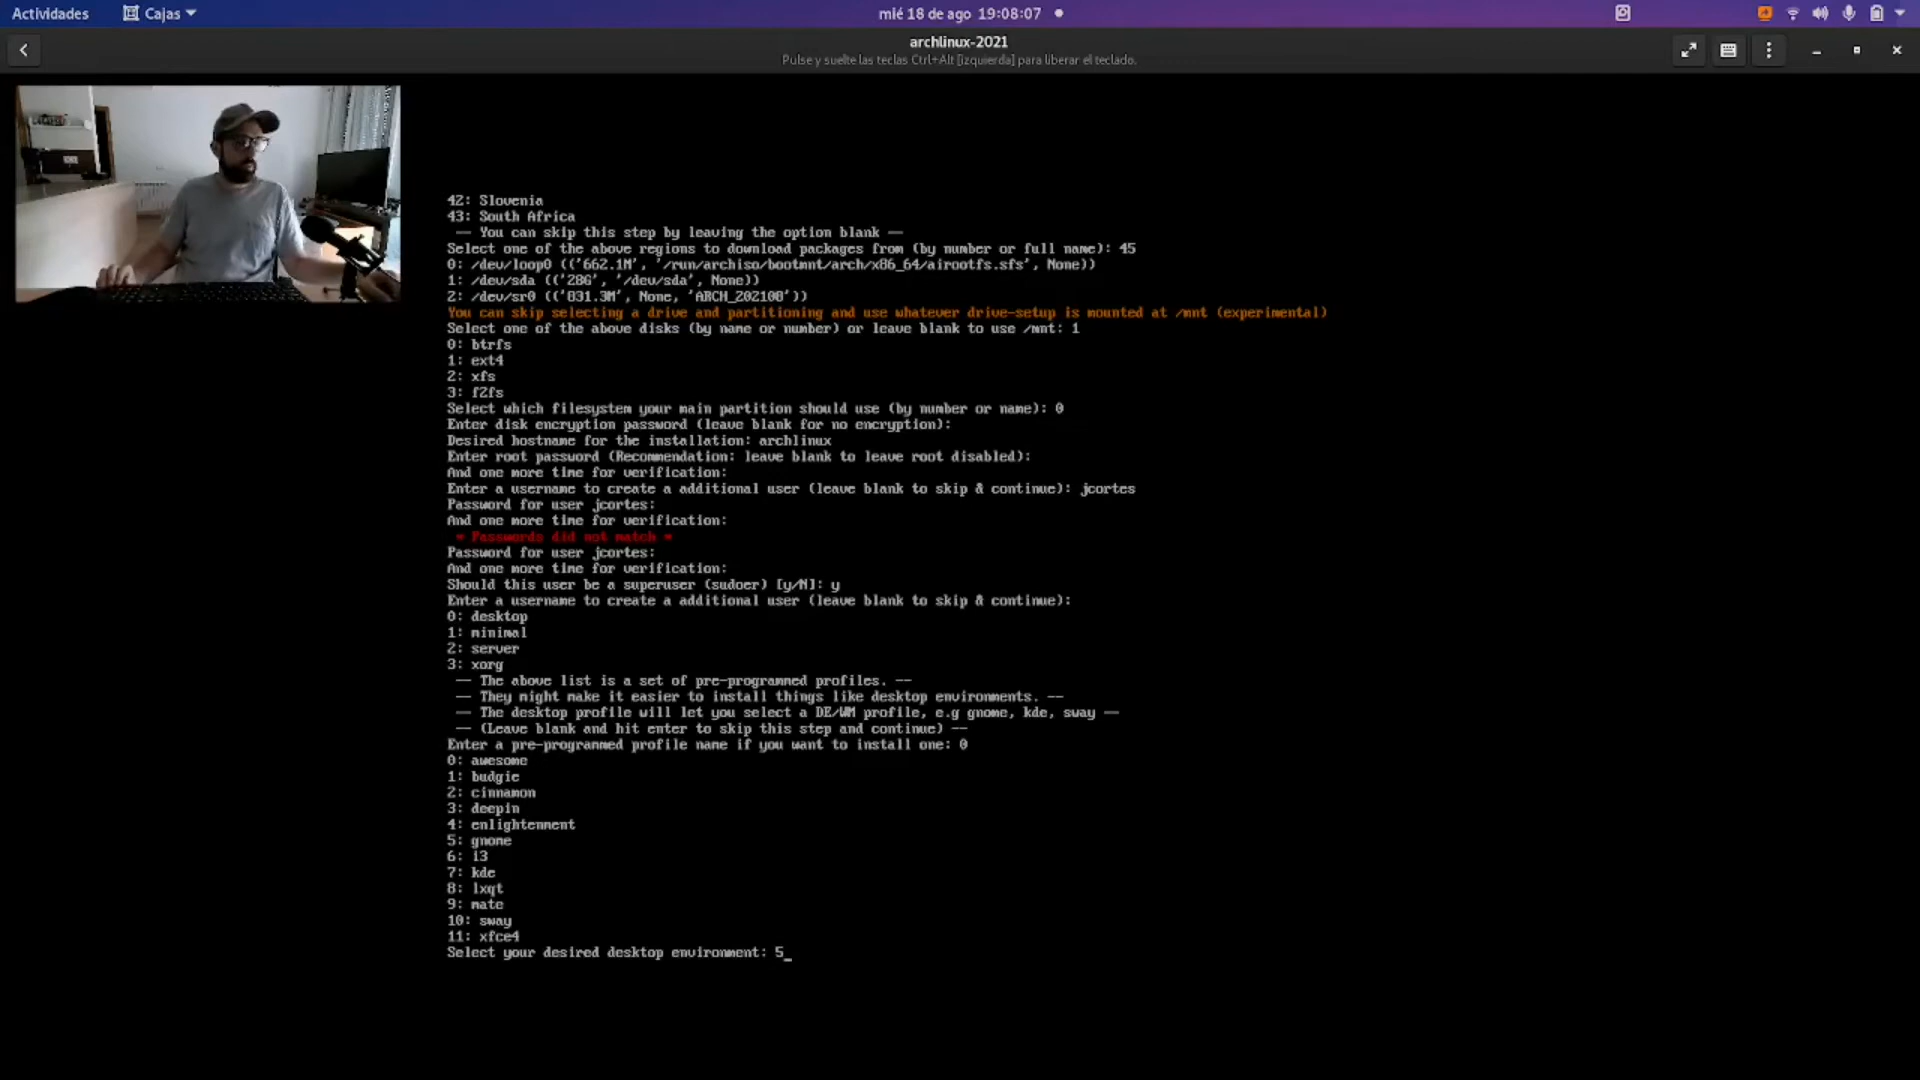 Actividades
Cajas
mié 18 de ago 19:08:07
archlinux-2021
Pulse y suelte las teclas Ctrl+Alt [izquierda] para liberar el teclado.
42: Slovenia
43: South Africa
-- You can skip this step by leaving the option blank --
Select one of the above regions to download packages from (by number or full name): 45
0: /dev/loop0 (('662.1M', '/run/archiso/bootmnt/arch/x86_64/airootfs.sfs', None))
1: /dev/sda (('28G', '/dev/sda', None))
2: /dev/sr0 (('831.3M', None, 'ARCH_202108'))
You can skip selecting a drive and partitioning and use whatever drive-setup is mounted at /mnt (experimental)
Select one of the above disks (by name or number) or leave blank to use /mnt: 1
0: btrfs
1: ext4
2: xfs
3: f2fs
Select which filesystem your main partition should use (by number or name): 0
Enter disk encryption password (leave blank for no encryption):
Desired hostname for the installation: archlinux
Enter root password (Recommendation: leave blank to leave root disabled):
And one more time for verification:
Enter a username to create a additional user (leave blank to skip & continue): jcortes
Password for user jcortes:
And one more time for verification:
* Passwords did not match *
Password for user jcortes:
And one more time for verification:
Should this user be a superuser (sudoer) [y/N]: y
Enter a username to create a additional user (leave blank to skip & continue):
0: desktop
1: minimal
2: server
3: xorg
-- The above list is a set of pre-programmed profiles. --
-- They might make it easier to install things like desktop environments. --
-- The desktop profile will let you select a DE/WM profile, e.g gnome, kde, sway --
-- (Leave blank and hit enter to skip this step and continue) --
Enter a pre-programmed profile name if you want to install one: 0
0: awesome
1: budgie
2: cinnamon
3: deepin
4: enlightenment
5: gnome
6: i3
7: kde
8: lxqt
9: mate
10: sway
11: xfce4
Select your desired desktop environment: 5_